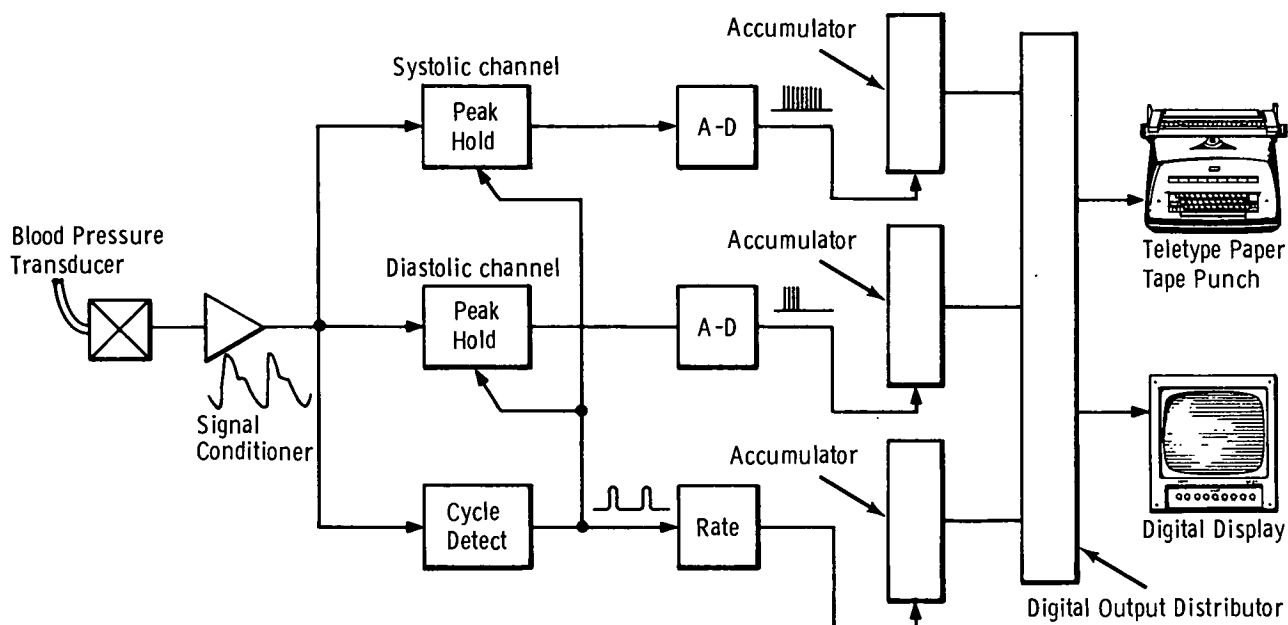 Accumulator
Systolic channel
Peak
Hold
A-D
Blood Pressure
Transducer
Accumulator
Teletype Paper
Tape Punch
Diastolic channel
Peak
Hold
A-D
Signal
Conditioner
Accumulator
Cycle
Detect
Rate
Digital Display
Digital Output Distributor